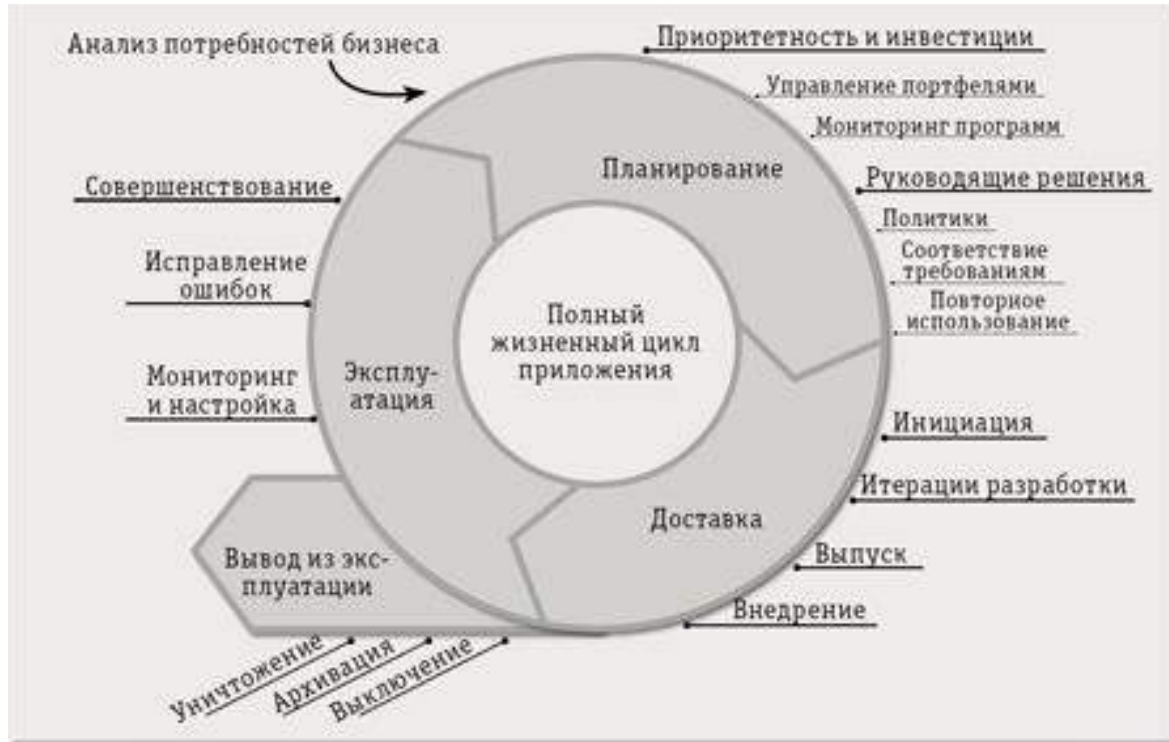 Анализ потребностей бизнеса
Приоритетность и инвестиции
Управление портфелями
Мониторинг программ
Планирование
Руководящие решения
Политики
Соответствие
требованиям
Повторное
использование
Совершенствование
Исправление
ошибок
Мониторинг
и настройка
Эксплу-
атация
Полный
жизненный цикл
приложения
Инициация
Итерации разработки
Доставка
Выпуск
Внедрение
Вывод из экс-
плуатации
Уничтожение
Архивация
Выключение